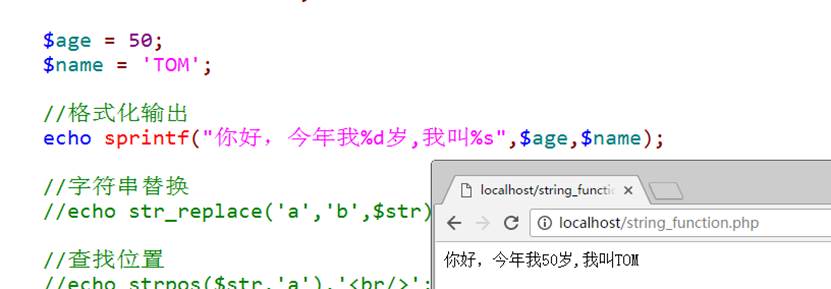 $age = 50;
$name = 'TOM';
//格式化输出
echo sprintf("你好，今年我%d岁,我叫%s",$age,$name);
//字符串替换
//echo str_replace('a','b',$str)
//查找位置
//echo strpos($str,'a').'<br/>';
localhost/string_functi
localhost/string_function.php
你好，今年我50岁,我叫TOM